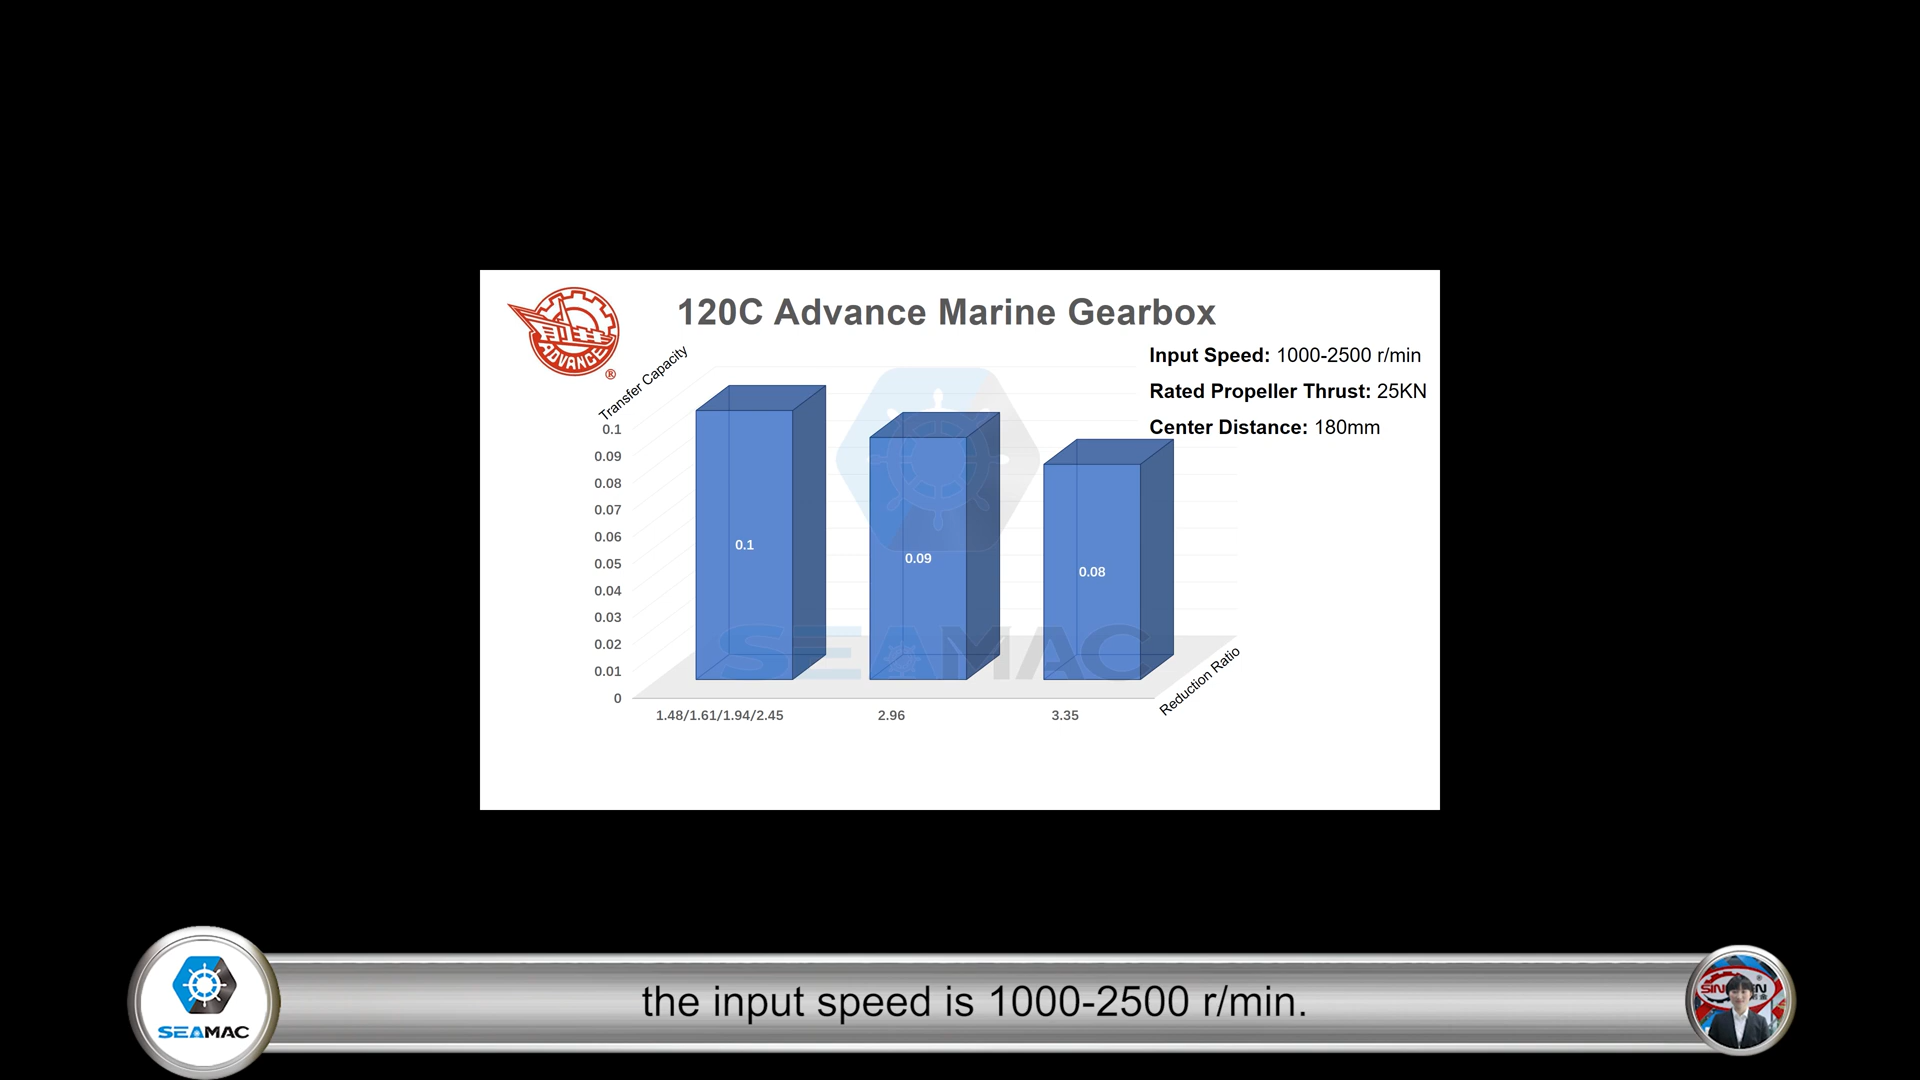 120C Advance Marine Gearbox
前进
ADVANCE
®
Input Speed: 1000-2500 r/min
Rated Propeller Thrust: 25KN
Center Distance: 180mm
Transfer Capacity
0.1
0.09
0.08
0.07
0.06
0.05
0.04
0.03
0.02
0.01
0
0.1
0.09
0.08
SEAMAC
1.48/1.61/1.94/2.45
2.96
3.35
Reduction Ratio
SEAMAC
the input speed is 1000-2500 r/min.